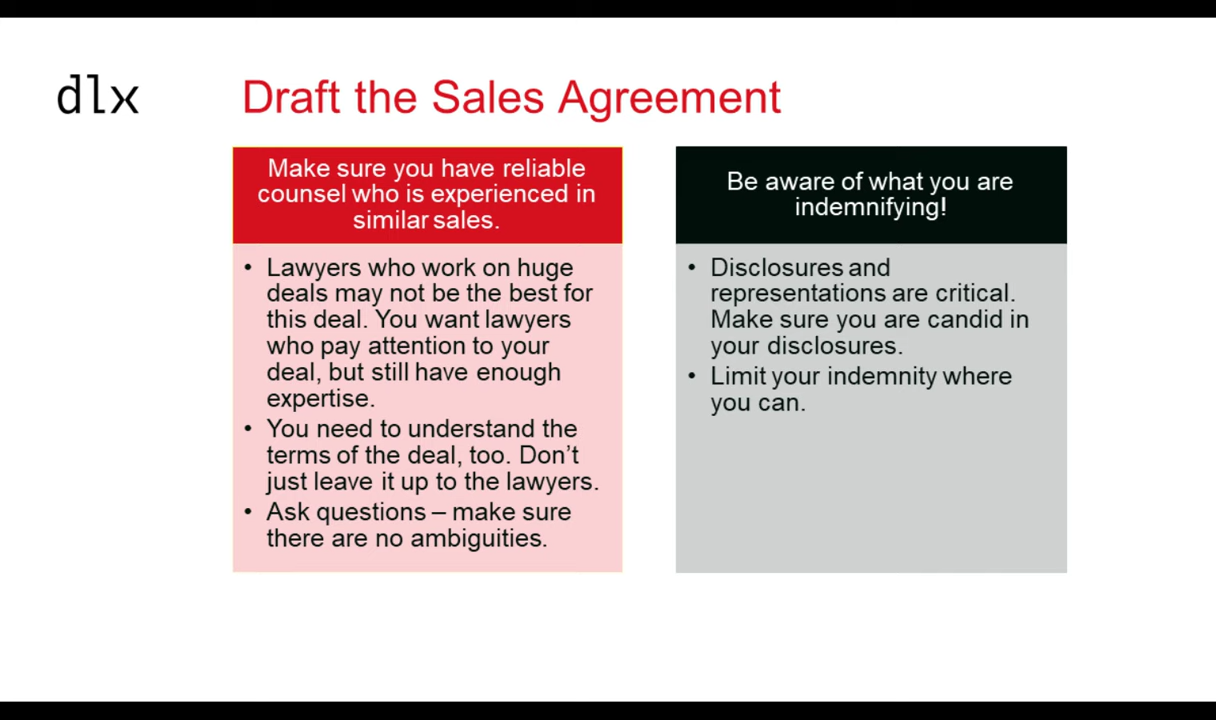 dlx
Draft the Sales Agreement
Make sure you have reliable
counsel who is experienced in
similar sales.
• Lawyers who work on huge
deals may not be the best for
this deal. You want lawyers
who pay attention to your
deal, but still have enough
expertise.
• You need to understand the
terms of the deal, too. Don’t
just leave it up to the lawyers.
• Ask questions – make sure
there are no ambiguities.
Be aware of what you are
indemnifying!
• Disclosures and
representations are critical.
Make sure you are candid in
your disclosures.
• Limit your indemnity where
you can.